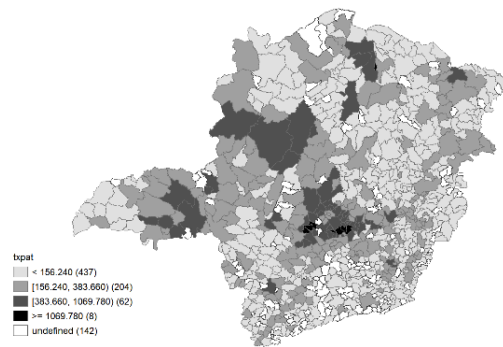 txpat
< 156.240 (437)
[156.240, 383.660) (204)
[383.660, 1069.780) (62)
>= 1069.780 (8)
undefined (142)